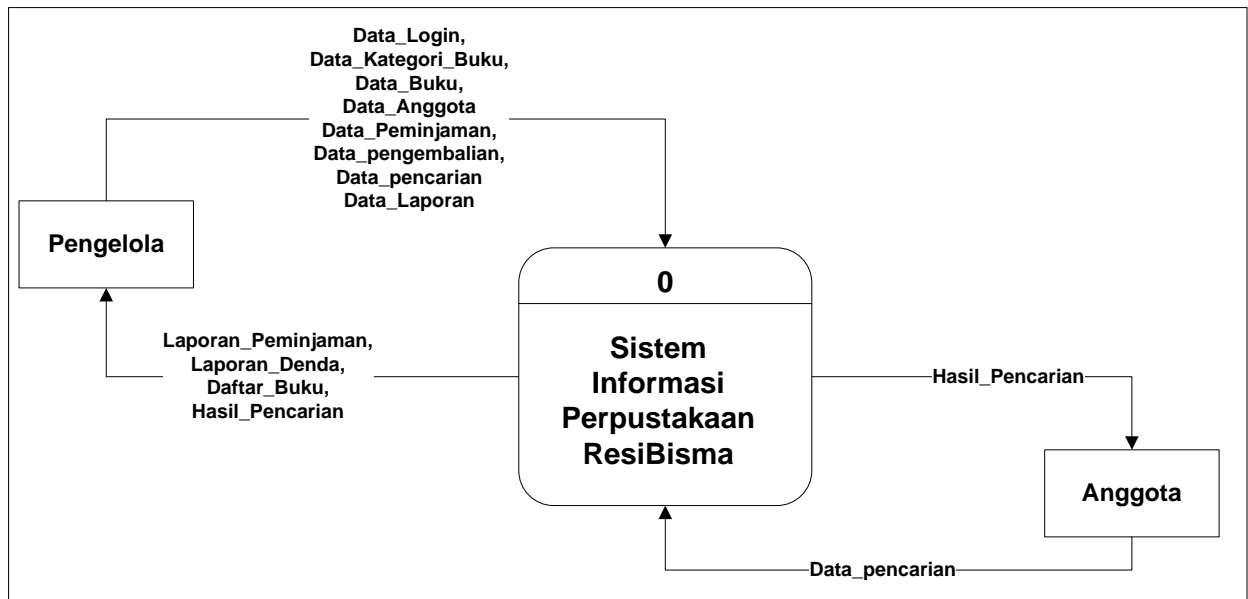 Data_Login,
Data_Kategori_Buku,
Data_Buku,
Data_Anggota
Data_Peminjaman,
Data_pengembalian,
Data_pencarian
Data_Laporan
Pengelola
0
Sistem
Informasi
Perpustakaan
ResiBisma
Laporan_Peminjaman,
Laporan_Denda,
Daftar_Buku,
Hasil_Pencarian
Hasil_Pencarian
Anggota
Data_pencarian